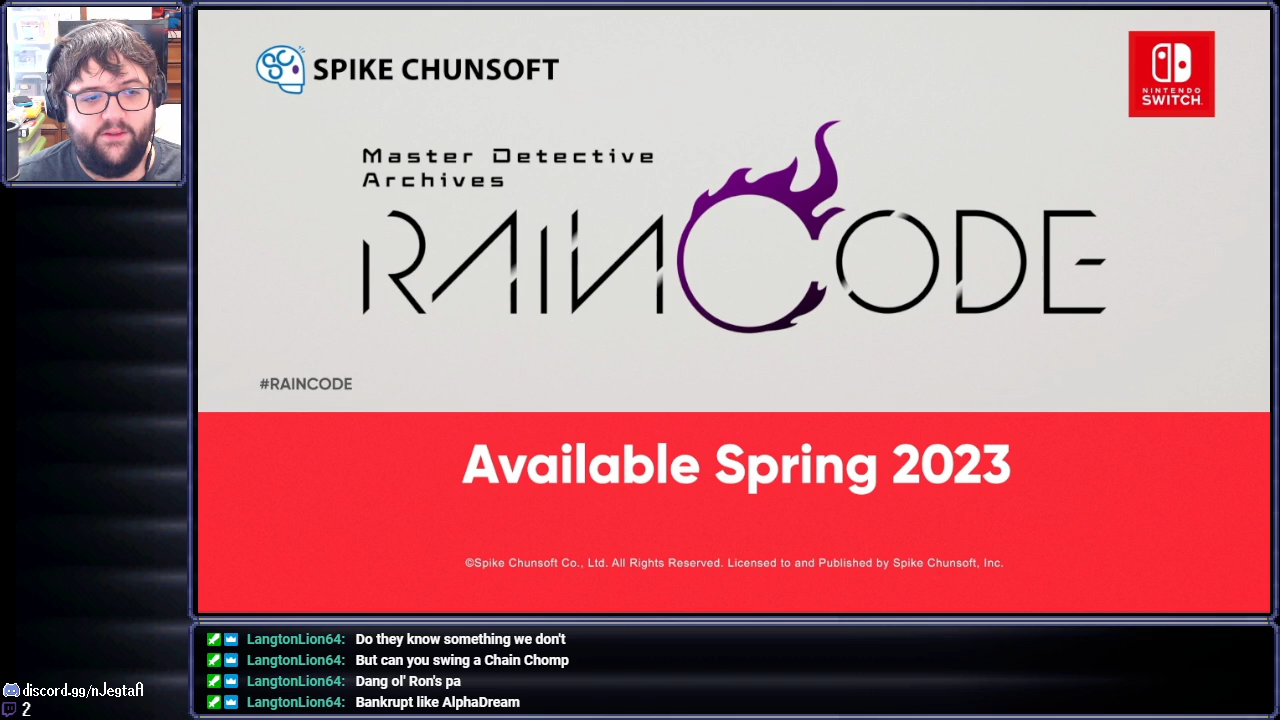 SPIKE CHUNSOFT
NINTENDO
SWITCH
Master Detective
Archives
RAINCODE
#RAINCODE
Available Spring 2023
©Spike Chunsoft Co., Ltd. All Rights Reserved. Licensed to and Published by Spike Chunsoft, Inc.
LangtonLion64: Do they know something we don't
LangtonLion64: But can you swing a Chain Chomp
LangtonLion64: Dang ol' Ron's pa
LangtonLion64: Bankrupt like AlphaDream
discord.gg/nJegtaA
2